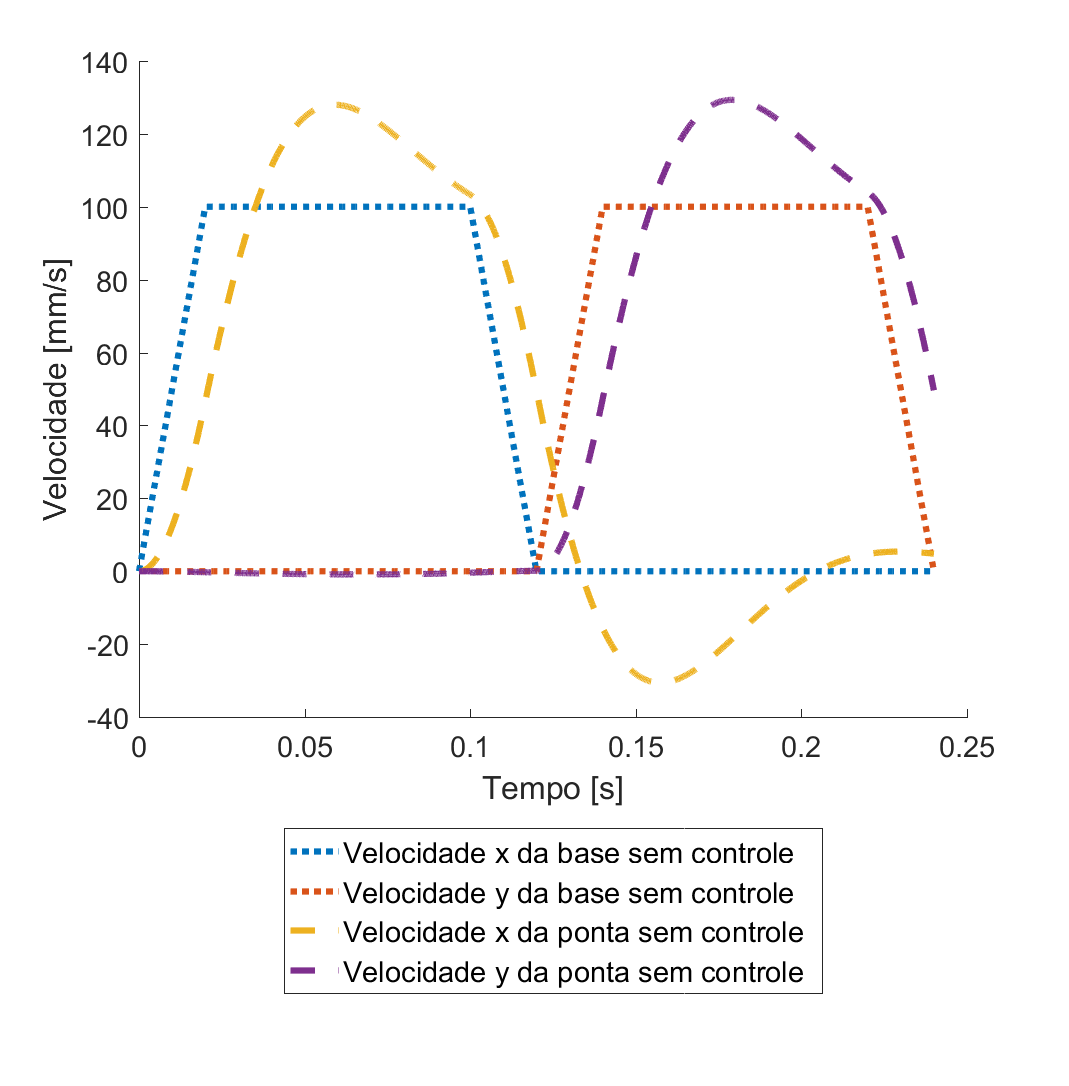 140
120
100
80
60
40
20
0
-20
-40
Velocidade [mm/s]
0 0.05 0.1 0.15 0.2 0.25
Tempo [s]
Velocidade x da base sem controle
Velocidade y da base sem controle
Velocidade x da ponta sem controle
Velocidade y da ponta sem controle